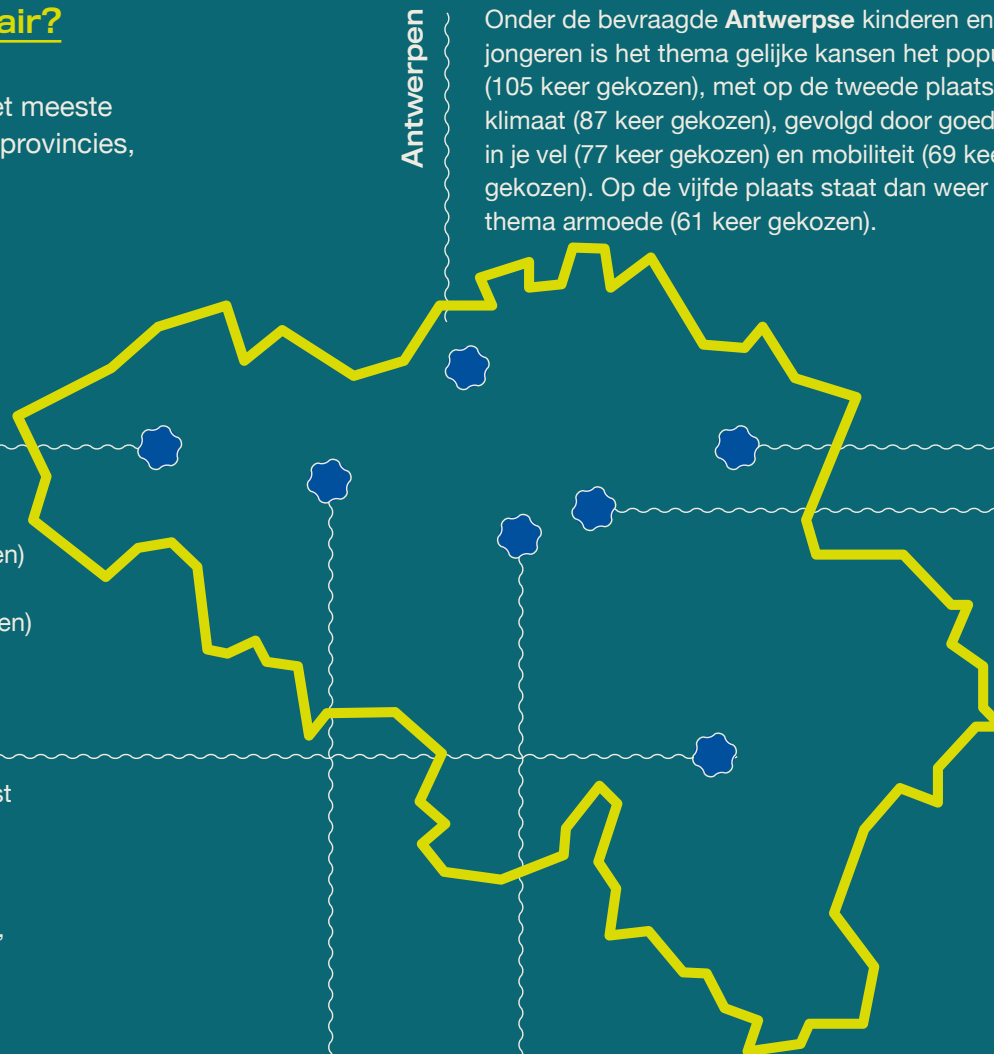 air?
et meeste
provincies,
Antwerpen
Onder de bevraagde Antwerpse kinderen en
jongeren is het thema gelijke kansen het popu
(105 keer gekozen), met op de tweede plaats
klimaat (87 keer gekozen), gevolgd door goed
in je vel (77 keer gekozen) en mobiliteit (69 kee
gekozen). Op de vijfde plaats staat dan weer
thema armoede (61 keer gekozen).
en)
en)
st
,